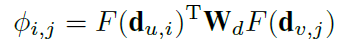 ϕ_{i,j} = F(𝐝_{u,i})^T 𝐖_d F(𝐝_{v,j})